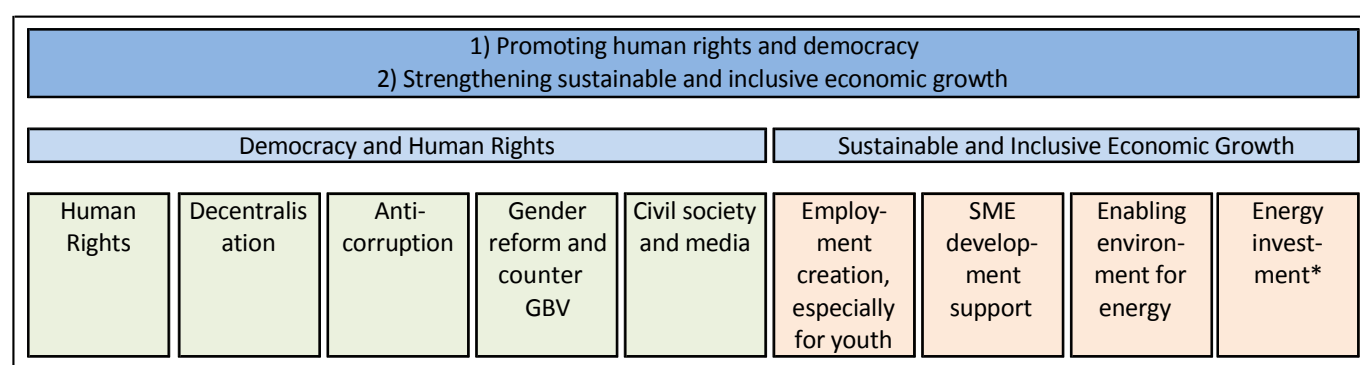 1) Promoting human rights and democracy
2) Strengthening sustainable and inclusive economic growth
Democracy and Human Rights
Sustainable and Inclusive Economic Growth
Human
Rights
Decentralis
ation
Anti-
corruption
Gender
reform and
counter
GBV
Civil society
and media
Employ-
ment
creation,
especially
for youth
SME
develop-
ment
support
Enabling
environ-
ment for
energy
Energy
invest-
ment*